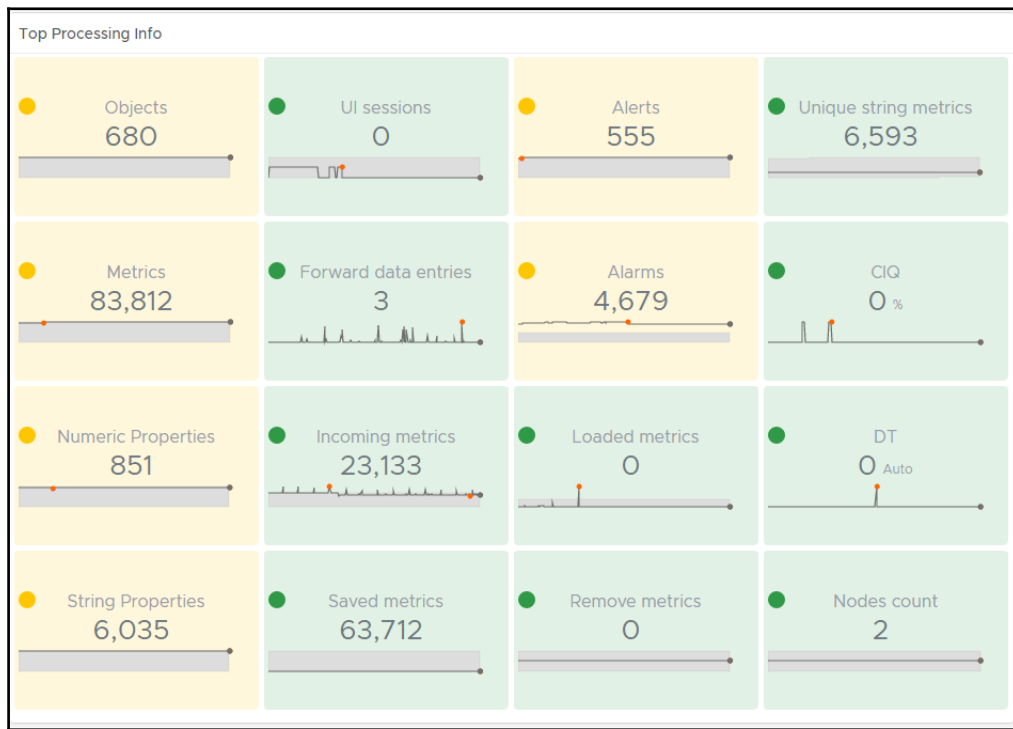 Top Processing Info
Objects
680
UI sessions
0
Alerts
555
Unique string metrics
6,593
Metrics
83,812
Forward data entries
3
Alarms
4,679
CIQ
0 %
Numeric Properties
851
Incoming metrics
23,133
Loaded metrics
0
DT
0 Auto
String Properties
6,035
Saved metrics
63,712
Remove metrics
0
Nodes count
2